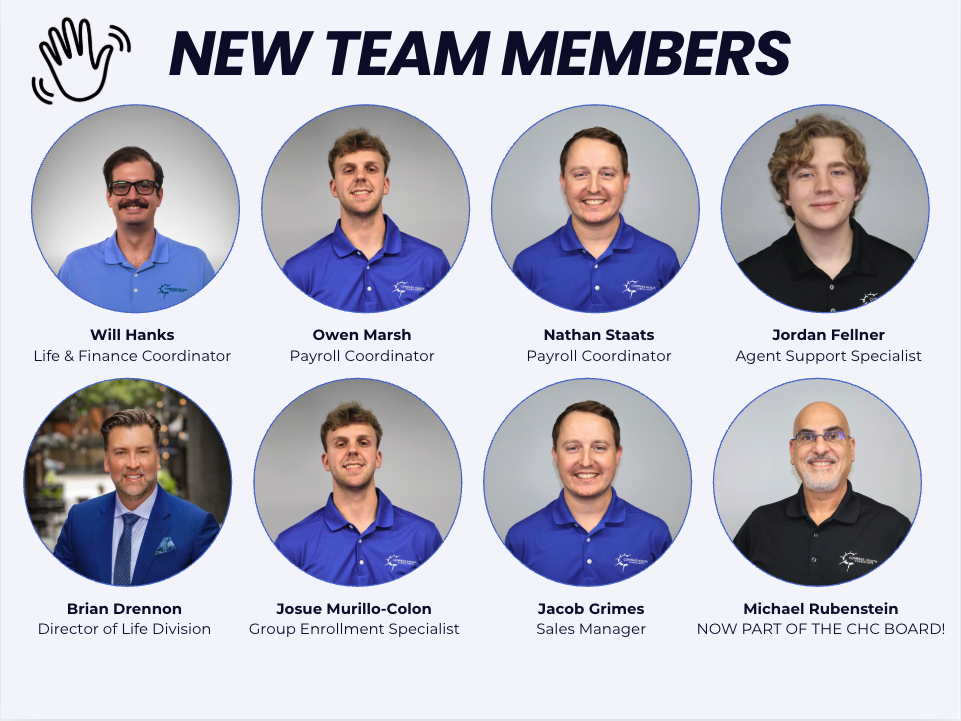 NEW TEAM MEMBERS
Will Hanks
Life & Finance Coordinator
Owen Marsh
Payroll Coordinator
Nathan Staats
Payroll Coordinator
Jordan Fellner
Agent Support Specialist
Brian Drennon
Director of Life Division
Josue Murillo-Colon
Group Enrollment Specialist
Jacob Grimes
Sales Manager
Michael Rubenstein
NOW PART OF THE CHC BOARD!